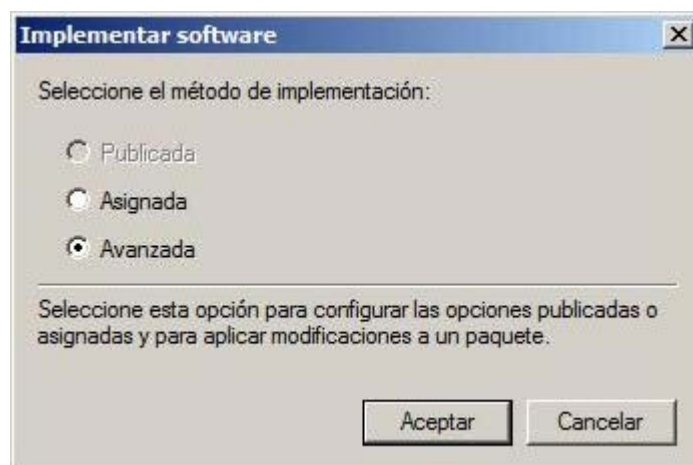 Implementar software
Seleccione el método de implementación:
Publicada
Asignada
Avanzada
Seleccione esta opción para configurar las opciones publicadas o
asignadas y para aplicar modificaciones a un paquete.
Aceptar
Cancelar